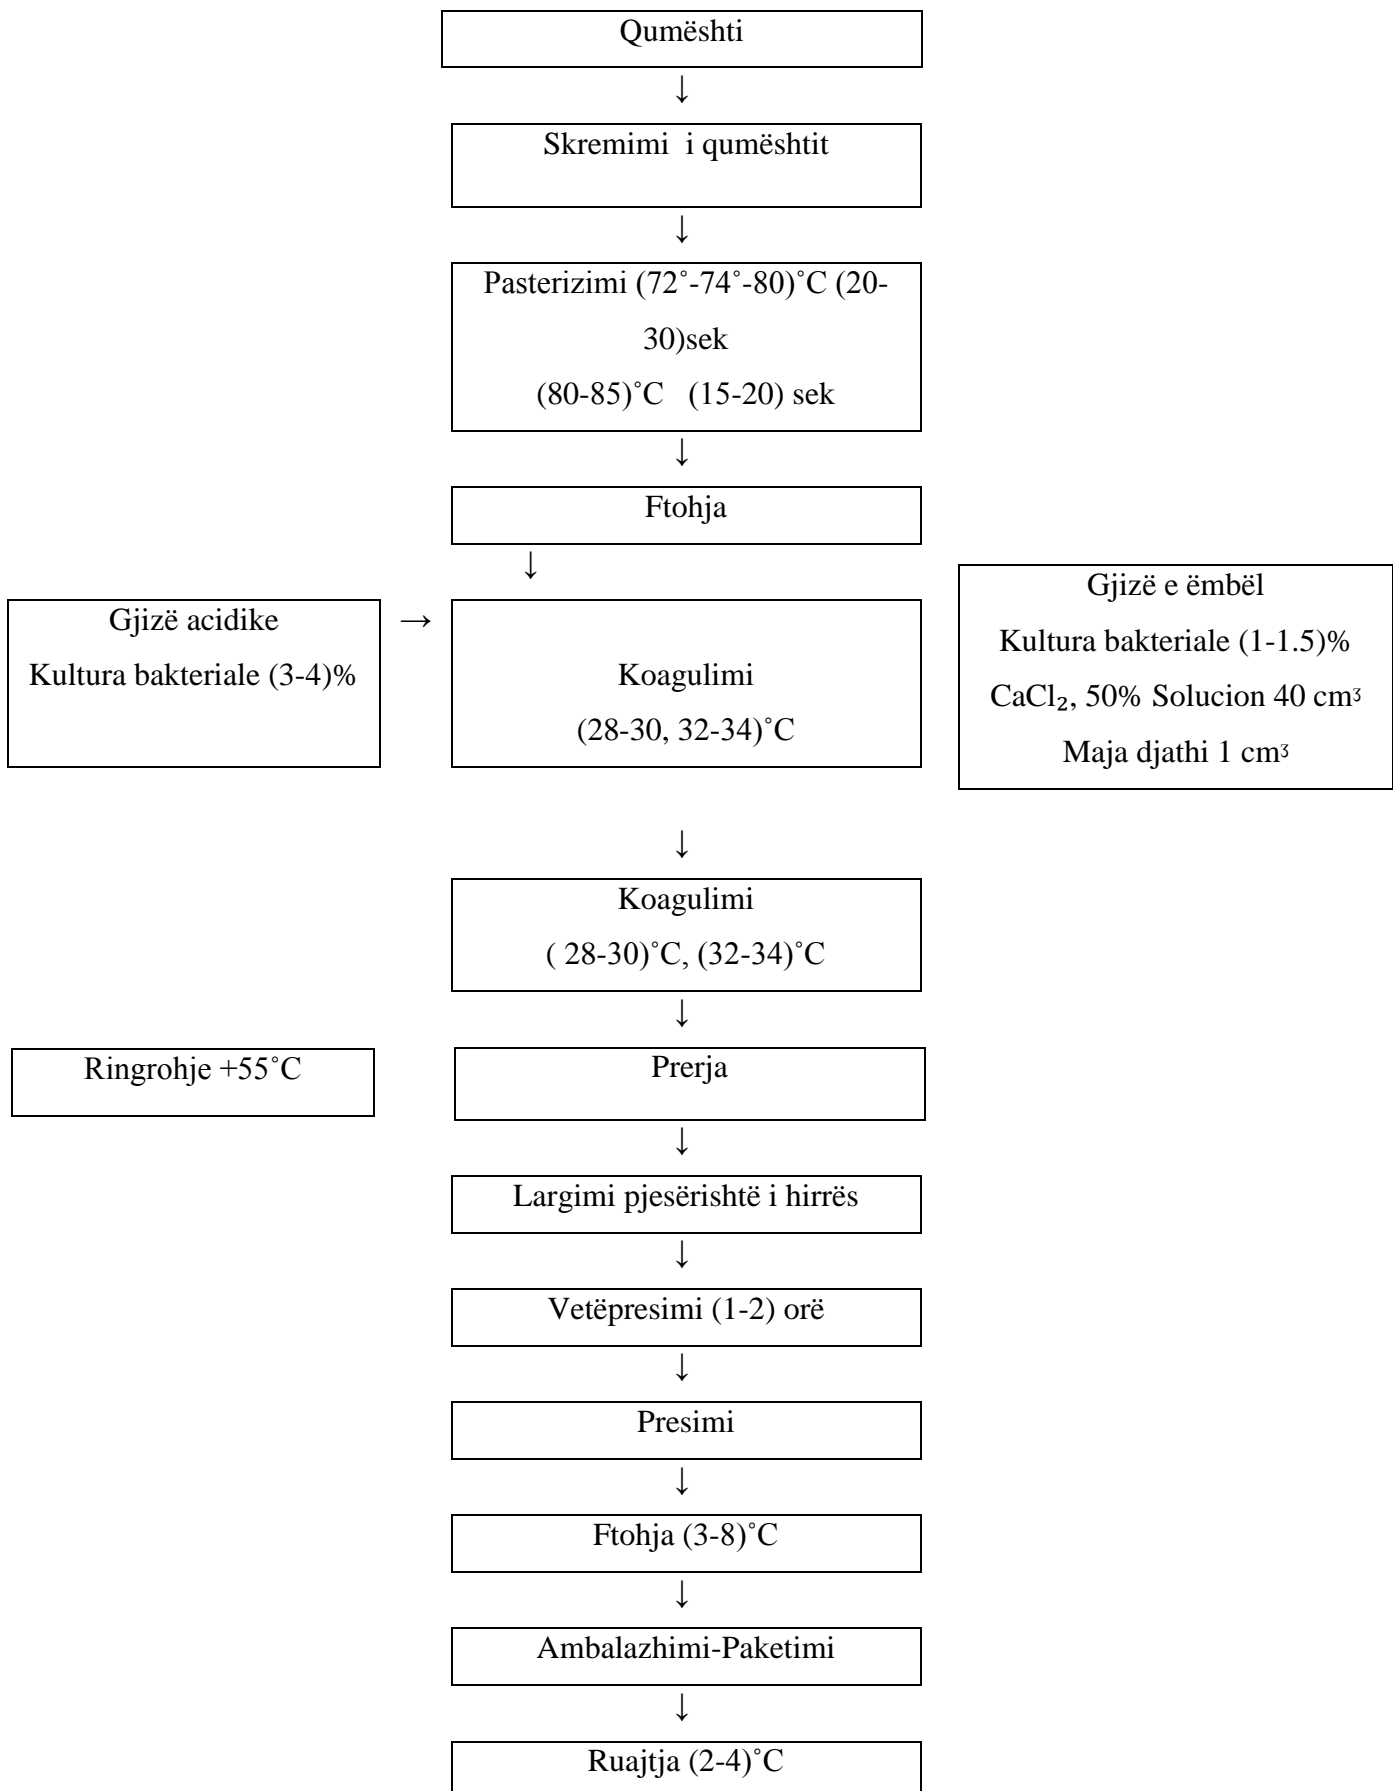 Qumështi
↓
Skremimi i qumështit
↓
Pasterizimi (72˚-74˚-80)˚C (20-
30)sek
(80-85)˚C (15-20) sek
↓
Ftohja
↓
Gjizë acidike
Kultura bakteriale (3-4)%
→
Koagulimi
(28-30, 32-34)˚C
Gjizë e ëmbël
Kultura bakteriale (1-1.5)%
CaCl₂, 50% Solucion 40 cm³
Maja djathi 1 cm³
↓
Koagulimi
( 28-30)˚C, (32-34)˚C
↓
Ringrohje +55˚C
Prerja
↓
Largimi pjesërishtë i hirrës
↓
Vetëpresimi (1-2) orë
↓
Presimi
↓
Ftohja (3-8)˚C
↓
Ambalazhimi-Paketimi
↓
Ruajtja (2-4)˚C